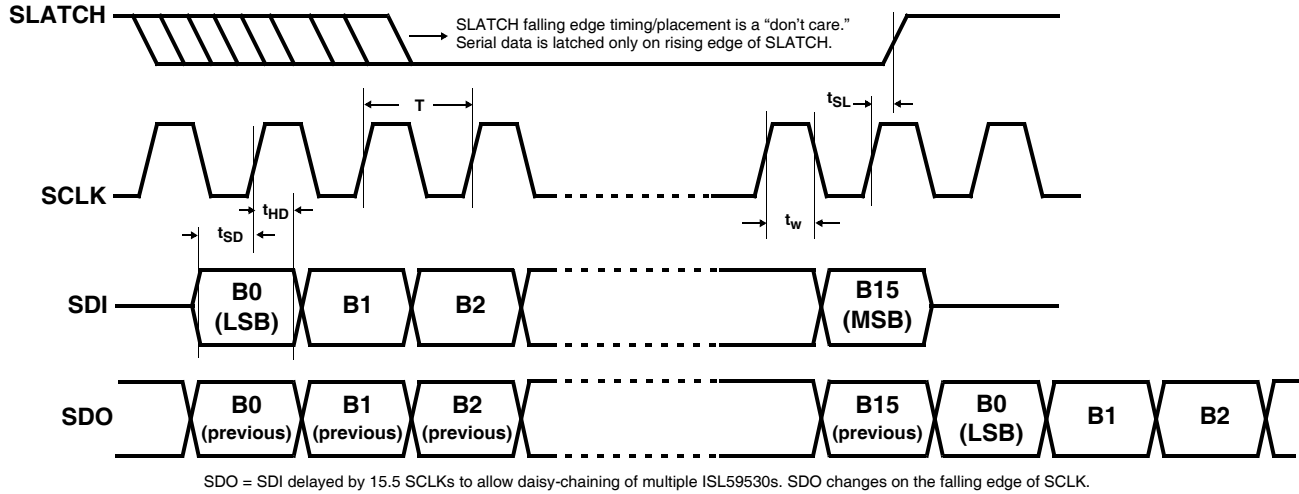 SLATCH
SLATCH falling edge timing/placement is a “don’t care.”
Serial data is latched only on rising edge of SLATCH.
T
tSL
SCLK
tHD
tSD
tw
SDI
B0
(LSB)
B1
B2
B15
(MSB)
SDO
B0
(previous)
B1
(previous)
B2
(previous)
B15
(previous)
B0
(LSB)
B1
B2
SDO = SDI delayed by 15.5 SCLKs to allow daisy-chaining of multiple ISL59530s. SDO changes on the falling edge of SCLK.